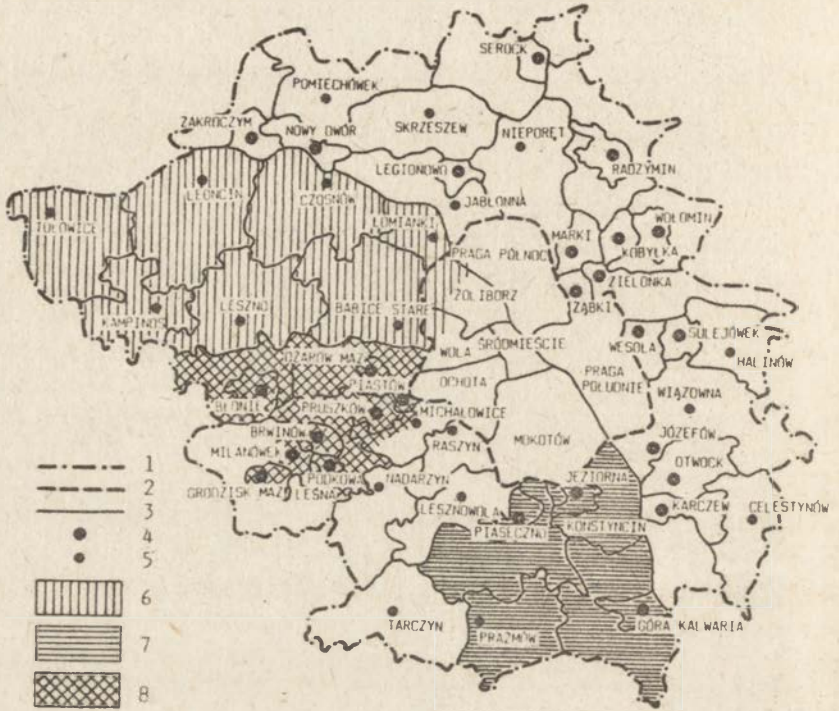 SEROCK
POMIECHÓWEK
ZAKROCZYM
NOWY DWÓR
SKRZESZEW
NIEPORĘT
RADZYMIN
LEGIONOWO
JABŁONNA
LEONCIN
CZOSNÓW
TUŁOWICE
ŁOMIANKI
PRAGA PÓŁNOC
MARKI
WOŁOMIN
KOBYŁKA
ZIELONKA
ZĄBKI
KAMPINOS
LESZNO
BABICE STARE
ŻOLIBORZ
WOLA
ŚRÓDMIEŚCIE
WESOŁA
SULEJÓWEK
HALINÓW
OŻARÓW MAZ
PIASTÓW
OCHOTA
PRAGA
POŁUDNIE
WIĄZOWNA
BŁONIE
PRUSZKÓW
MICHAŁOWICE
JÓZEFÓW
BRWINÓW
RASZYN
MOKOTÓW
OTWOCK
MILANÓWEK
PODKOWA
LEŚNA
NADARZYN
JEZIORNA
GRODZISK MAZ
LESZNOWOLA
KONSTYNCIN
KARCZEW
CELESTYNÓW
PIASECZNO
TARCZYN
PRAŻMÓW
GÓRA KALWARIA
1
2
3
4
5
6
7
8